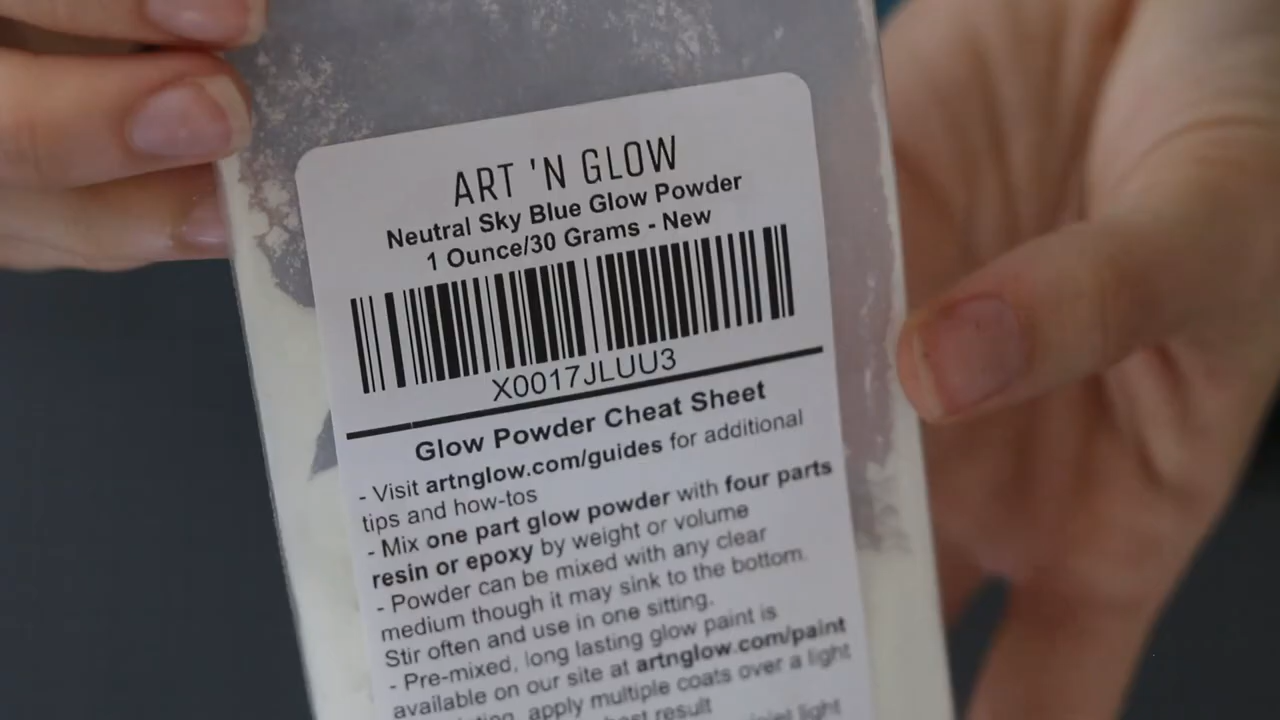 ART 'N GLOW
Neutral Sky Blue Glow Powder
1 Ounce/30 Grams - New
X0017JLUU3
Glow Powder Cheat Sheet
- Visit artnglow.com/guides for additional
tips and how-tos
- Mix one part glow powder with four parts
resin or epoxy by weight or volume
- Powder can be mixed with any clear
medium though it may sink to the bottom.
Stir often and use in one sitting.
- Pre-mixed, long lasting glow paint is
available on our site at artnglow.com/paint
apply multiple coats over a light
result
light